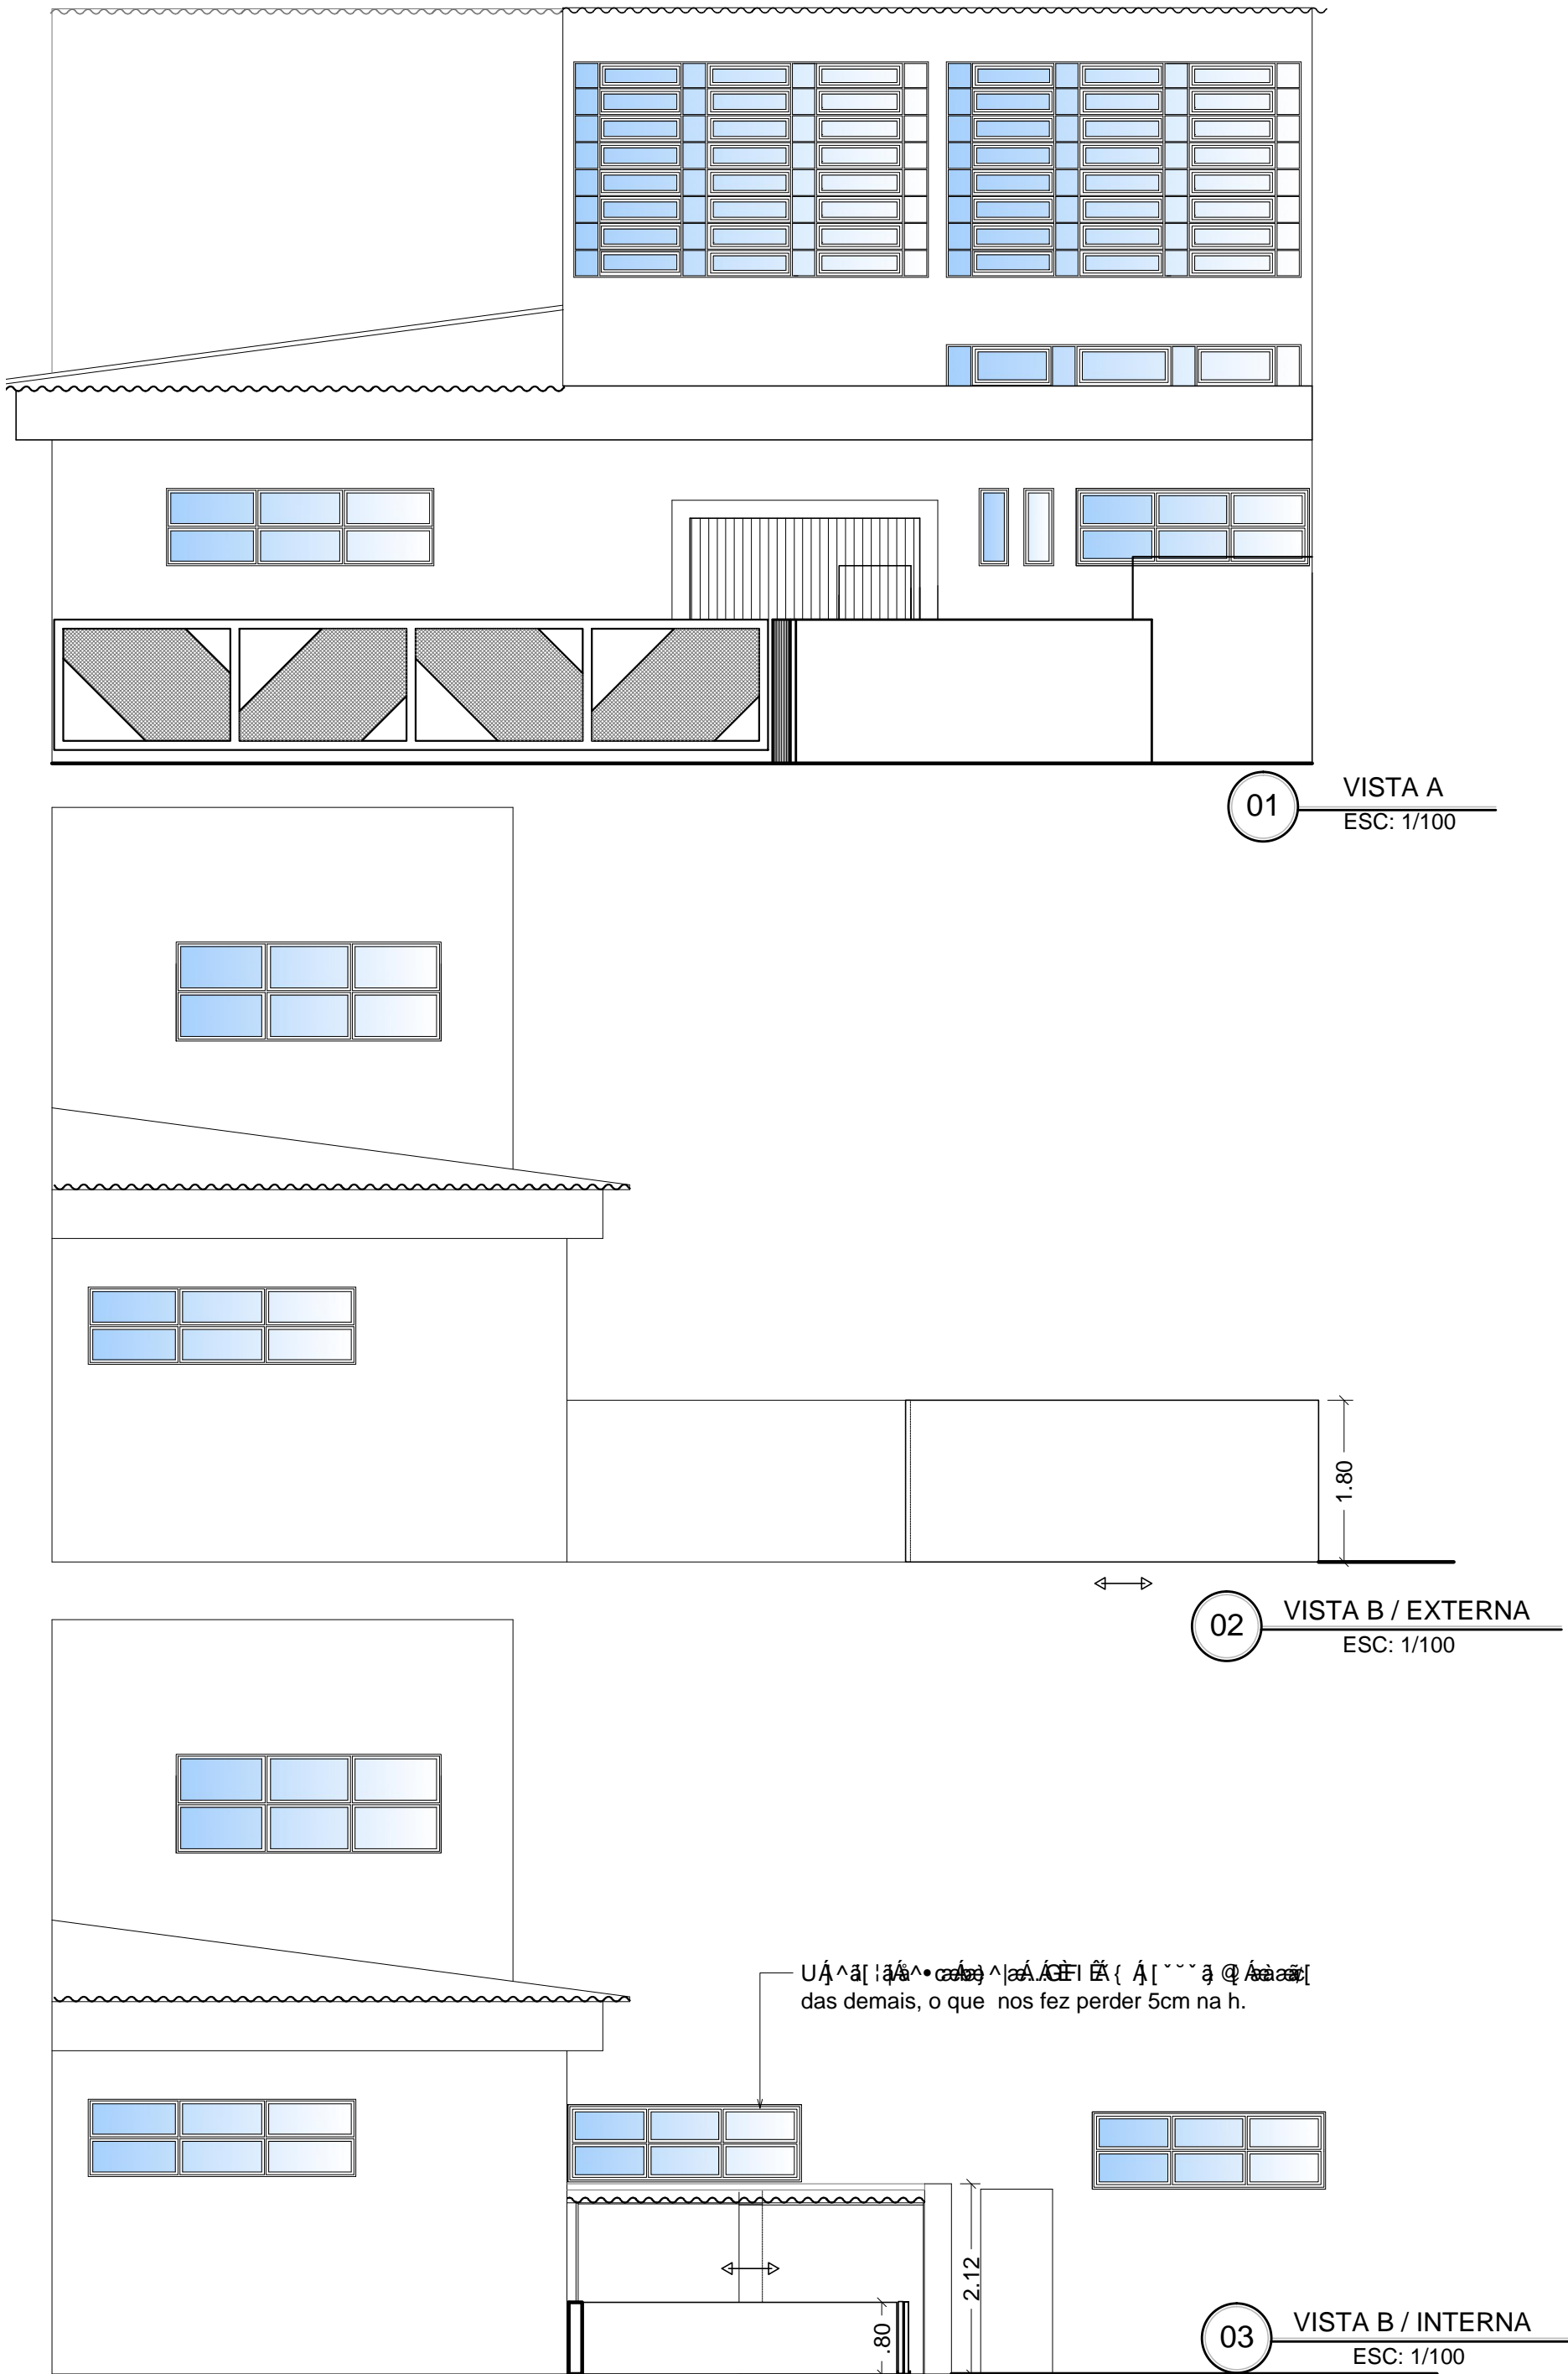 01
VISTA A
ESC: 1/100
1.80
02
VISTA B / EXTERNA
ESC: 1/100
das demais, o que nos fez perder 5cm na h.
2.12
.80
03
VISTA B / INTERNA
ESC: 1/100